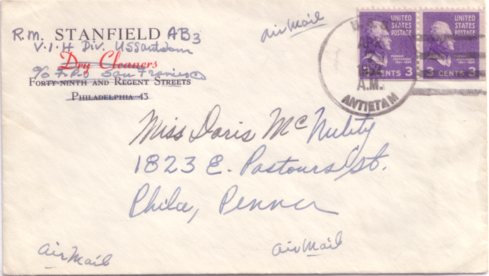 R.M. STANFIELD AB3
V-1-H Div. USS Antietam
Dry Cleaners
c/o F.P.O. San Francisco
FORTY-NINTH AND REGENT STREETS
PHILADELPHIA 43
air Mail
A.M.
ANTIETAM
UNITED STATES POSTAGE
CENTS 3
UNITED STATES POSTAGE
3 CENTS 3
Miss Doris McNulty
1823 E. Pastorius St.
Phila, Penna
air Mail
air Mail